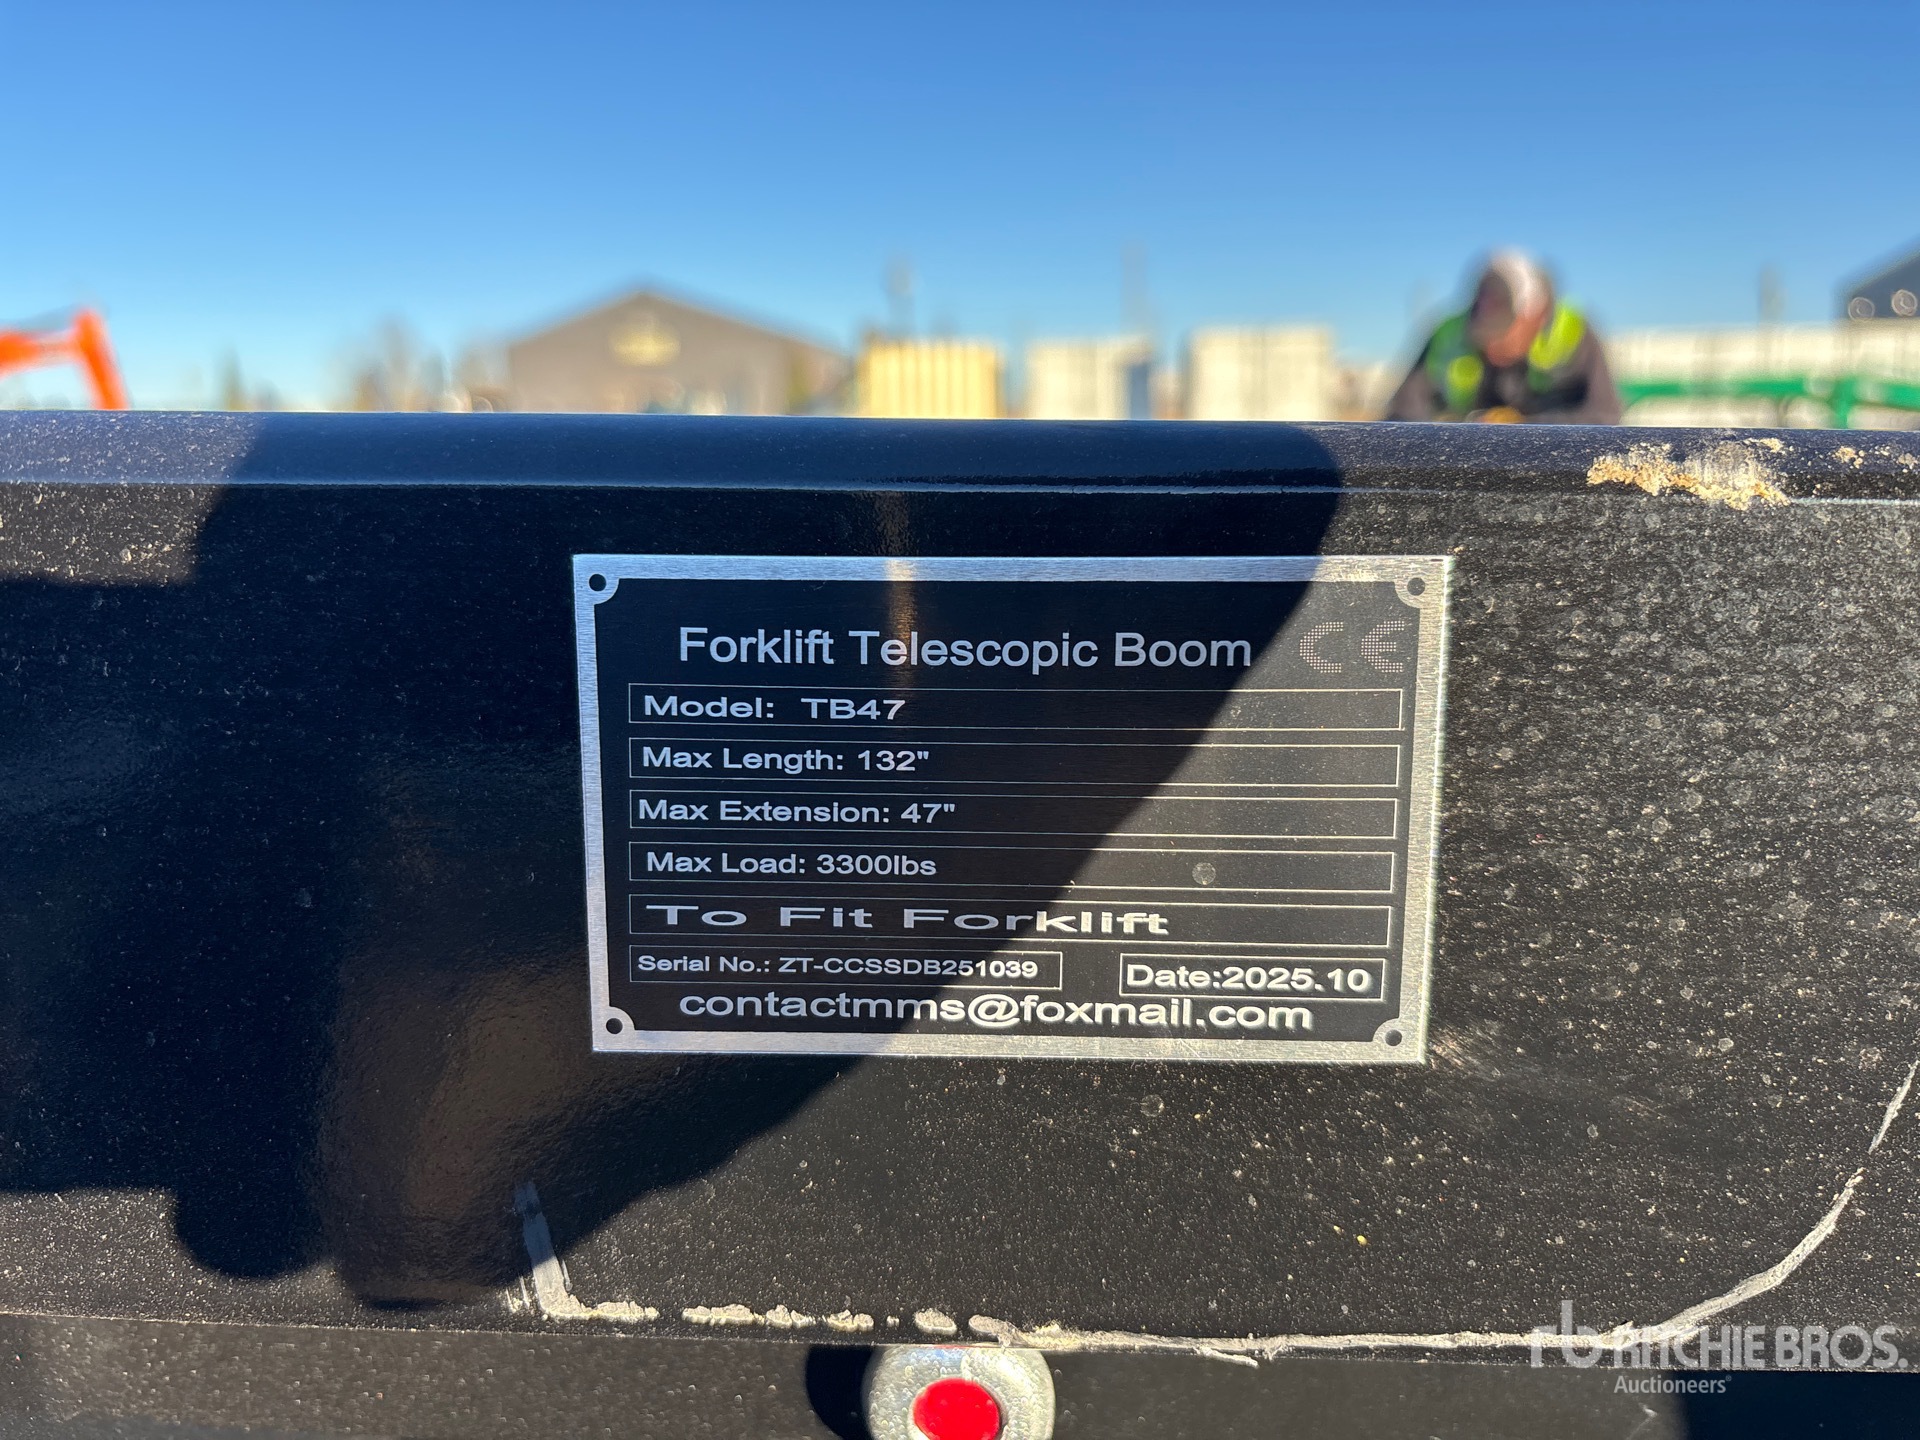 Forklift Telescopic Boom CE
Model: TB47
Max Length: 132"
Max Extension: 47"
Max Load: 3300lbs
To Fit Forklift
Serial No.: ZT-CCSSDB251039 Date:2025.10
contactmms@foxmail.com
rb RITCHIE BROS.
Auctioneers